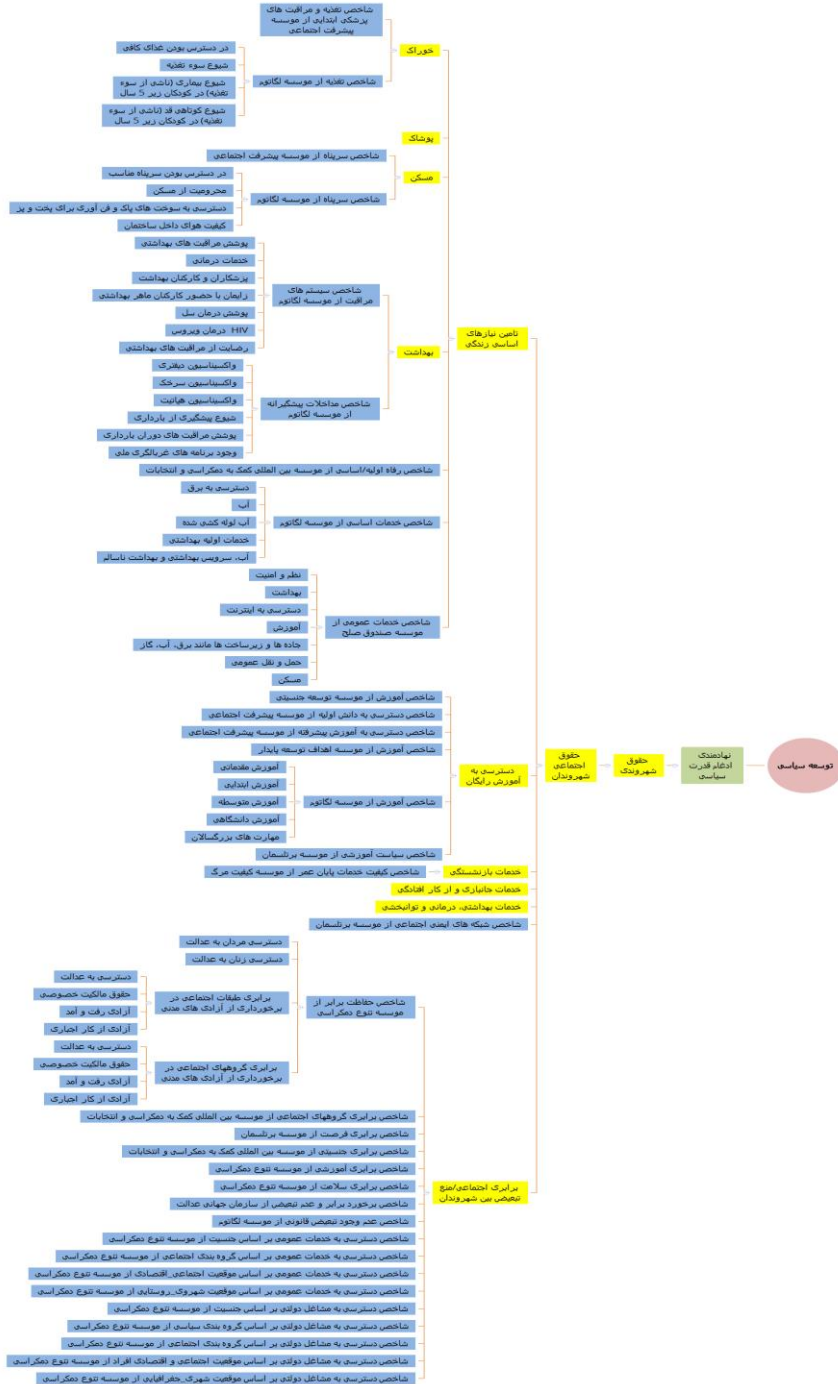 توسعه سیاسی
نهادمندی
ادغام قدرت
سیاسی
حقوق
شهروندی
حقوق
اجتماعی
شهروندان
تامین نیازهای
اساسی زندگی
خوراک
شاخص تغذیه و مراقبت های
پزشکی ابتدایی از موسسه
پیشرفت اجتماعی
شاخص تغذیه از موسسه لگاتوم
در دسترس بودن غذای کافی
شیوع سوء تغذیه
شیوع بیماری (ناشی از سوء
تغذیه) در کودکان زیر 5 سال
شیوع کوتاهی قد (ناشی از سوء
تغذیه) در کودکان زیر 5 سال
پوشاک
مسکن
شاخص سرپناه از موسسه پیشرفت اجتماعی
شاخص سرپناه از موسسه لگاتوم
در دسترس بودن سرپناه مناسب
محرومیت از مسکن
دسترسی به سوخت های پاک و فن آوری برای پخت و پز
کیفیت هوای داخل ساختمان
بهداشت
شاخص سیستم های
مراقبت از موسسه لگاتوم
پوشش مراقبت های بهداشتی
خدمات درمانی
پزشکاران و کارکنان بهداشت
زایمان با حضور کارکنان ماهر بهداشتی
پوشش درمان سل
درمان ویروس HIV
رضایت از مراقبت های بهداشتی
شاخص مداخلات پیشگیرانه
از موسسه لگاتوم
واکسیناسیون دیفتری
واکسیناسیون سرخک
واکسیناسیون هپاتیت
شیوع پیشگیری از بارداری
پوشش مراقبت های دوران بارداری
وجود برنامه های غربالگری ملی
شاخص رفاه اولیه/اساسی از موسسه بین المللی کمک به دمکراسی و انتخابات
شاخص خدمات اساسی از موسسه لگاتوم
دسترسی به برق
آب
آب لوله کشی شده
خدمات اولیه بهداشتی
آب، سرویس بهداشتی و بهداشت ناسالم
شاخص خدمات عمومی از
موسسه صندوق صلح
نظم و امنیت
بهداشت
دسترسی به اینترنت
آموزش
جاده ها و زیرساخت ها مانند برق، آب، گاز
حمل و نقل عمومی
مسکن
دسترسی به
آموزش رایگان
شاخص آموزش از موسسه توسعه جنسیتی
شاخص دسترسی به دانش اولیه از موسسه پیشرفت اجتماعی
شاخص دسترسی به آموزش پیشرفته از موسسه پیشرفت اجتماعی
شاخص آموزش از موسسه اهداف توسعه پایدار
شاخص آموزش از موسسه لگاتوم
آموزش مقدماتی
آموزش ابتدایی
آموزش متوسطه
آموزش دانشگاهی
مهارت های بزرگسالان
شاخص سیاست آموزشی از موسسه برتلسمان
خدمات بازنشستگی
شاخص کیفیت خدمات پایان عمر از موسسه کیفیت مرگ
خدمات جانبازی و از کار افتادگی
خدمات بهداشتی، درمانی و توانبخشی
شاخص شبکه های ایمنی اجتماعی از موسسه برتلسمان
برابری اجتماعی/منع
تبعیض بین شهروندان
شاخص حفاظت برابر از
موسسه تنوع دمکراسی
دسترسی مردان به عدالت
دسترسی زنان به عدالت
برابری طبقات اجتماعی در
برخورداری از آزادی های مدنی
دسترسی به عدالت
حقوق مالکیت خصوصی
آزادی رفت و آمد
آزادی از کار اجباری
برابری گروههای اجتماعی در
برخورداری از آزادی های مدنی
دسترسی به عدالت
حقوق مالکیت خصوصی
آزادی رفت و آمد
آزادی از کار اجباری
شاخص برابری گروههای اجتماعی از موسسه بین المللی کمک به دمکراسی و انتخابات
شاخص برابری فرصت از موسسه برتلسمان
شاخص برابری جنسیتی از موسسه بین المللی کمک به دمکراسی و انتخابات
شاخص برابری آموزشی از موسسه تنوع دمکراسی
شاخص برابری سلامت از موسسه تنوع دمکراسی
شاخص برخورد برابر و عدم تبعیض از سازمان جهانی عدالت
شاخص عدم وجود تبعیض قانونی از موسسه لگاتوم
شاخص دسترسی به خدمات عمومی بر اساس جنسیت از موسسه تنوع دمکراسی
شاخص دسترسی به خدمات عمومی بر اساس گروه بندی اجتماعی از موسسه تنوع دمکراسی
شاخص دسترسی به خدمات عمومی بر اساس موقعیت اجتماعی_اقتصادی از موسسه تنوع دمکراسی
شاخص دسترسی به خدمات عمومی بر اساس موقعیت شهروی_روستایی از موسسه تنوع دمکراسی
شاخص دسترسی به مشاغل دولتی بر اساس جنسیت از موسسه تنوع دمکراسی
شاخص دسترسی به مشاغل دولتی بر اساس گروه بندی سیاسی از موسسه تنوع دمکراسی
شاخص دسترسی به مشاغل دولتی بر اساس گروه بندی اجتماعی از موسسه تنوع دمکراسی
شاخص دسترسی به مشاغل دولتی بر اساس موقعیت اجتماعی و اقتصادی افراد از موسسه تنوع دمکراسی
شاخص دسترسی به مشاغل دولتی بر اساس موقعیت شهری_جغرافیایی از موسسه تنوع دمکراسی